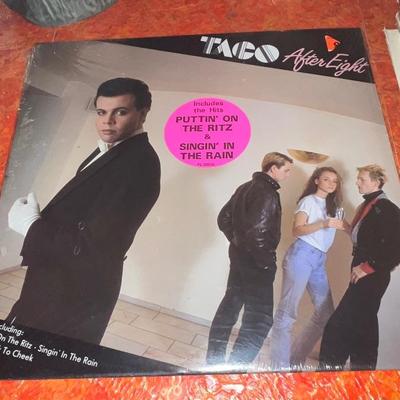 TACO After Eight
Includes
the Hits
PUTTIN' ON
THE RITZ
&
SINGIN' IN
THE RAIN
On The Ritz - Singin' In The Rain
To Cheek